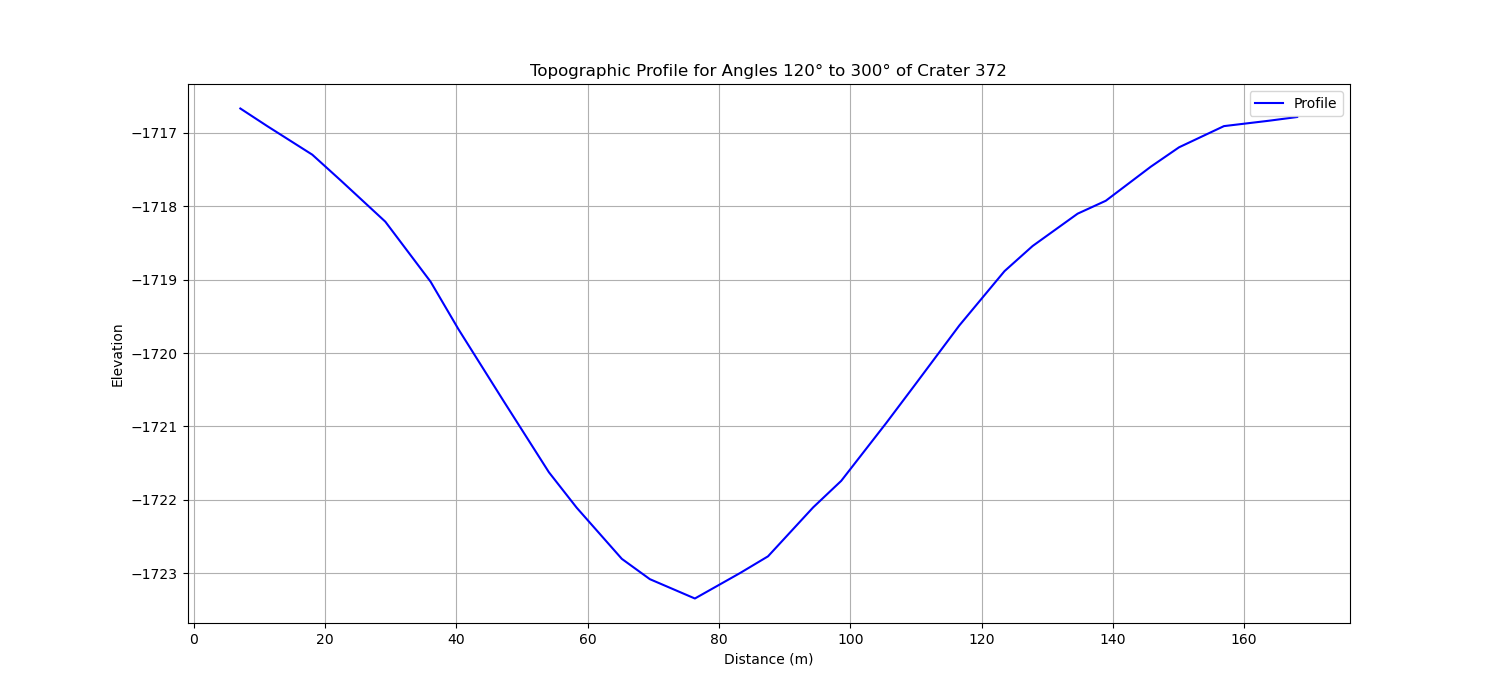 Topographic Profile for Angles 120° to 300° of Crater 372
Profile
−1717
−1718
−1719
−1720
−1721
−1722
−1723
Elevation
0 20 40 60 80 100 120 140 160
Distance (m)